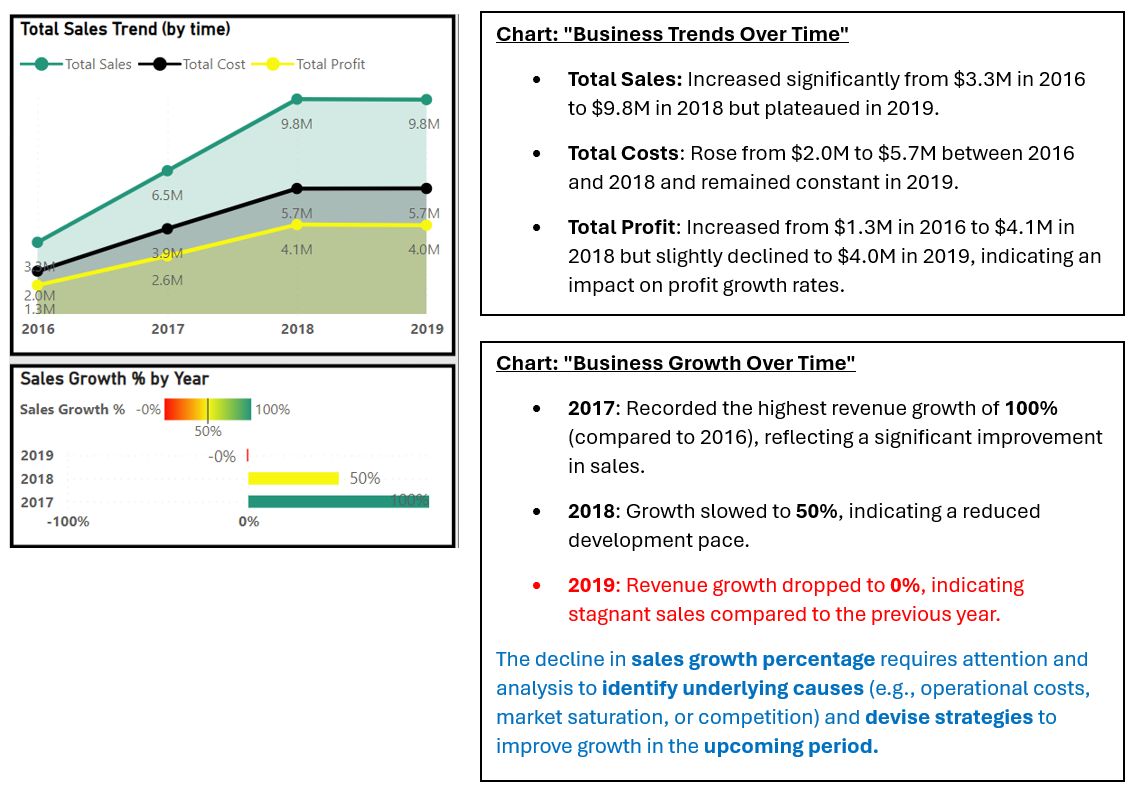 Total Sales Trend (by time)
Total Sales Total Cost Total Profit
9.8M 9.8M
6.5M
5.7M 5.7M
3.3M 3.9M 4.1M 4.0M
2.6M
2.0M
1.3M
2016 2017 2018 2019
Sales Growth % by Year
Sales Growth % -0% 100%
50%
2019 -0%
2018 50%
2017 100%
-100% 0%
Chart: "Business Trends Over Time"
• Total Sales: Increased significantly from $3.3M in 2016
to $9.8M in 2018 but plateaued in 2019.
• Total Costs: Rose from $2.0M to $5.7M between 2016
and 2018 and remained constant in 2019.
• Total Profit: Increased from $1.3M in 2016 to $4.1M in
2018 but slightly declined to $4.0M in 2019, indicating an
impact on profit growth rates.
Chart: "Business Growth Over Time"
• 2017: Recorded the highest revenue growth of 100%
(compared to 2016), reflecting a significant improvement
in sales.
• 2018: Growth slowed to 50%, indicating a reduced
development pace.
• 2019: Revenue growth dropped to 0%, indicating
stagnant sales compared to the previous year.
The decline in sales growth percentage requires attention and
analysis to identify underlying causes (e.g., operational costs,
market saturation, or competition) and devise strategies to
improve growth in the upcoming period.